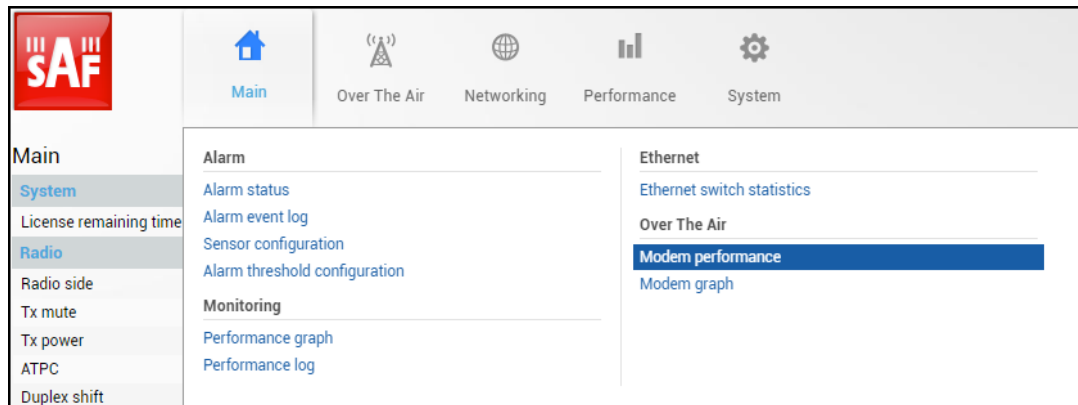 SAF
Main
Over The Air
Networking
Performance
System
Main
System
License remaining time
Radio
Radio side
Tx mute
Tx power
ATPC
Duplex shift
Alarm
Alarm status
Alarm event log
Sensor configuration
Alarm threshold configuration
Monitoring
Performance graph
Performance log
Ethernet
Ethernet switch statistics
Over The Air
Modem performance
Modem graph